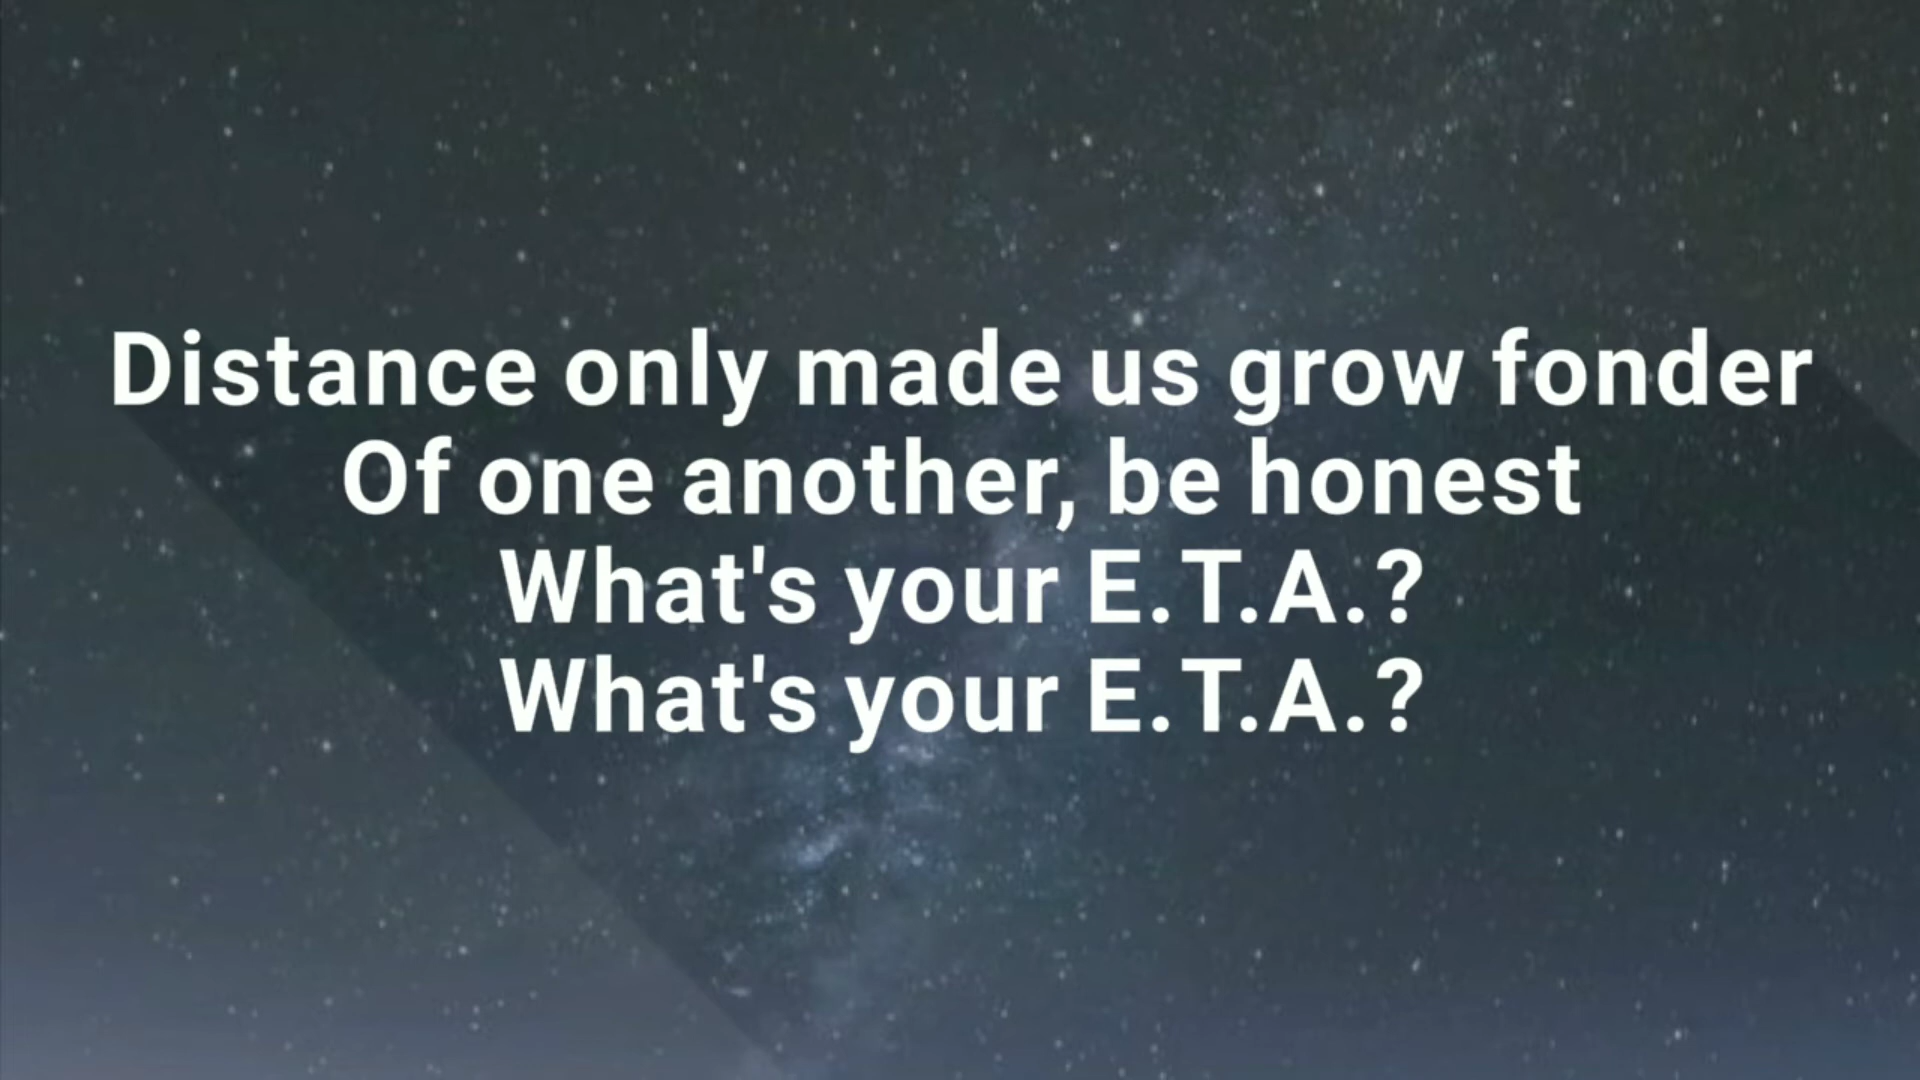 Distance only made us grow fonder
Of one another, be honest
What's your E.T.A.?
What's your E.T.A.?